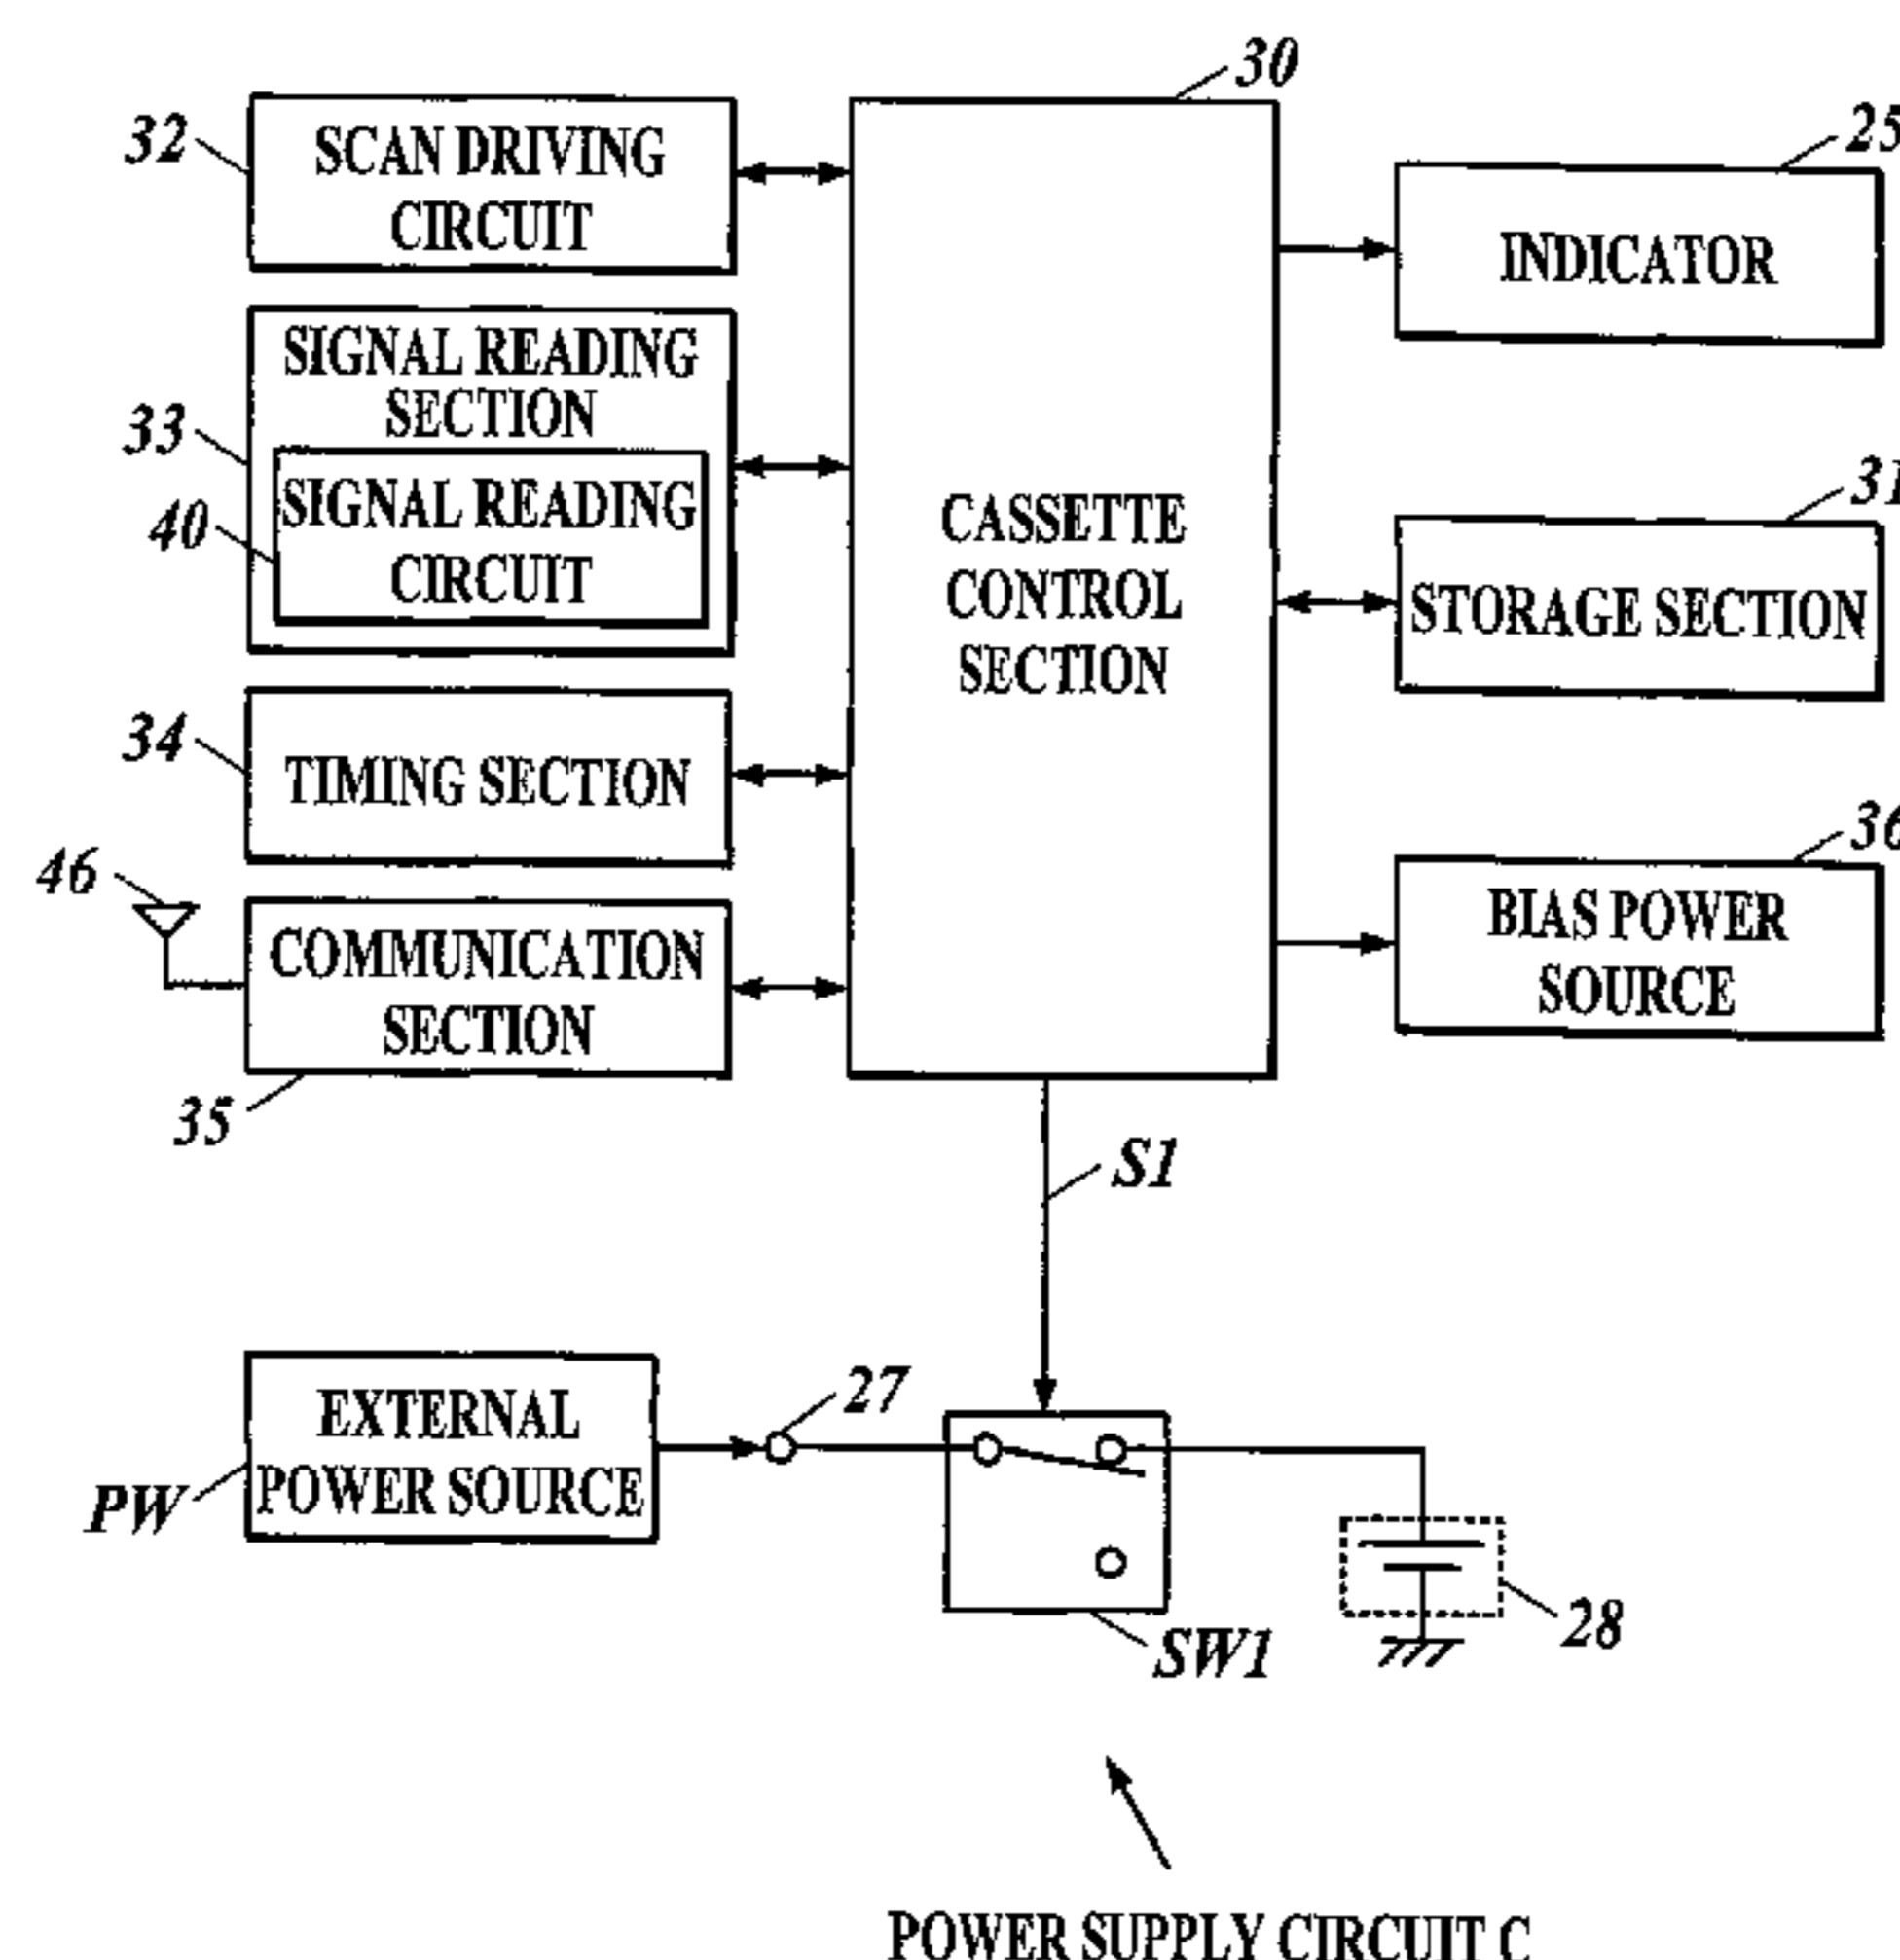 30
32
SCAN DRIVING
CIRCUIT
25
INDICATOR
SIGNAL READING
SECTION
33
SIGNAL READING
CIRCUIT
40
CASSETTE
CONTROL
SECTION
31
STORAGE SECTION
34
TIMING SECTION
36
BIAS POWER
SOURCE
46
COMMUNICATION
SECTION
35
S1
EXTERNAL
POWER SOURCE
PW
27
SW1
28
POWER SUPPLY CIRCUIT C